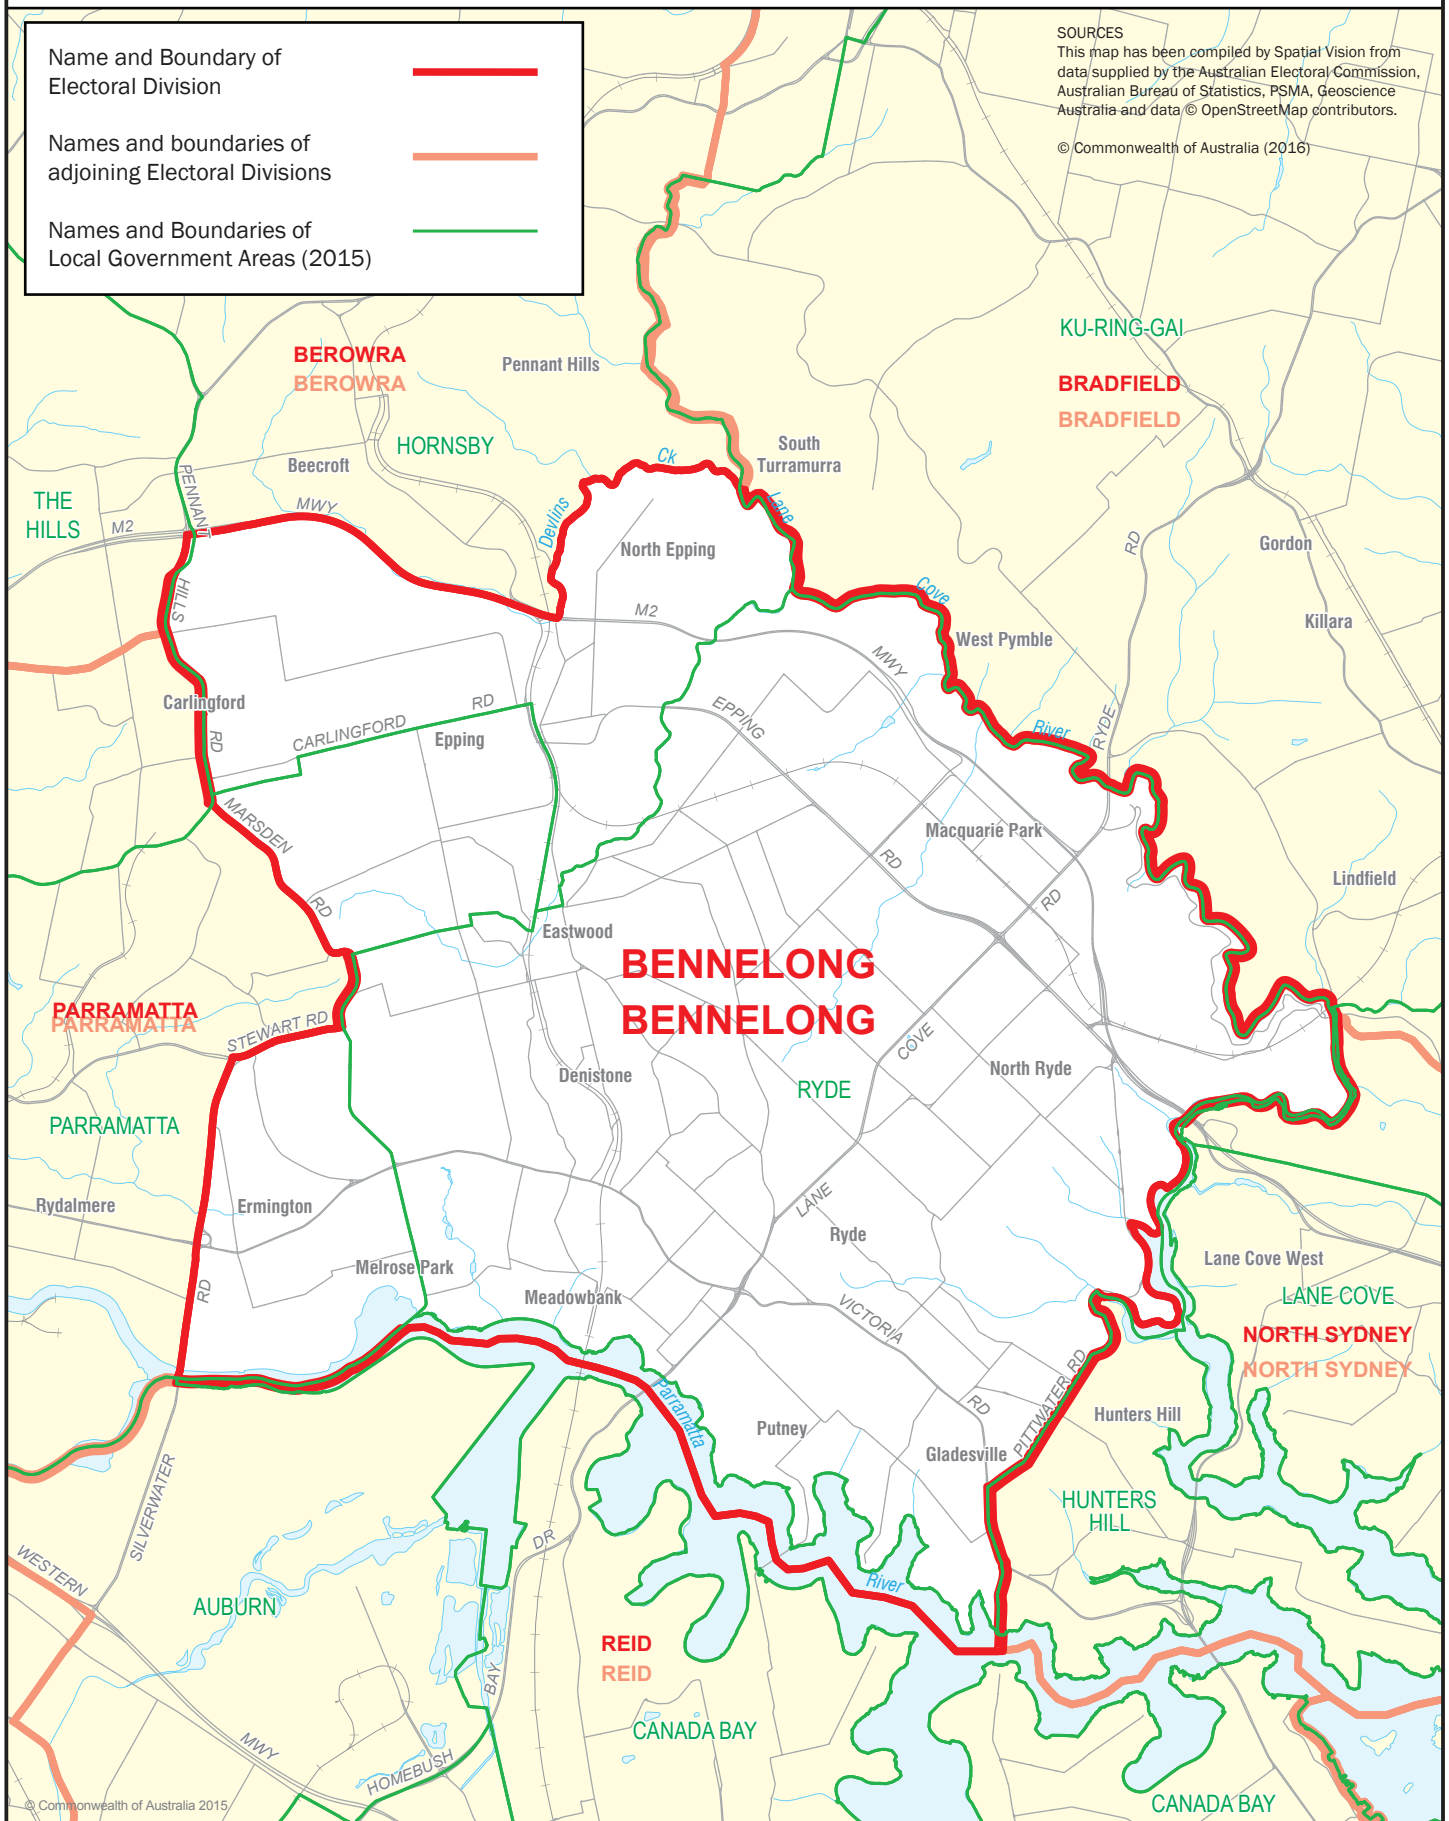 Name and Boundary of
Electoral Division
Names and boundaries of
adjoining Electoral Divisions
Names and Boundaries of
Local Government Areas (2015)
SOURCES
This map has been compiled by Spatial Vision from
data supplied by the Australian Electoral Commission,
Australian Bureau of Statistics, PSMA, Geoscience
Australia and data © OpenStreetMap contributors.
© Commonwealth of Australia (2016)
KU-RING-GAI
BEROWRA
BEROWRA
Pennant Hills
BRADFIELD
BRADFIELD
HORNSBY
South
Turramurra
Ck
Beecroft
PENNANT
THE
HILLS
M2
MWY
Devlins
Lane
North Epping
RD
Gordon
HILLS
Cove
M2
Killara
West Pymble
MWY
Carlingford
RD
CARLINGFORD
RD
Epping
EPPING
River
RYDE
MARSDEN
Macquarie Park
RD
RD
RD
Lindfield
Eastwood
BENNELONG
BENNELONG
PARRAMATTA
PARRAMATTA
STEWART RD
COVE
Denistone
North Ryde
RYDE
PARRAMATTA
Rydalmere
Ermington
LANE
Ryde
Lane Cove West
Melrose Park
RD
Meadowbank
VICTORIA
LANE COVE
NORTH SYDNEY
NORTH SYDNEY
Parramatta
PITTWATER RD
RD
Hunters Hill
Putney
Gladesville
SILVERWATER
HUNTERS
HILL
DR
WESTERN
River
AUBURN
REID
REID
BAY
CANADA BAY
MWY
HOMEBUSH
© Commonwealth of Australia 2015
CANADA BAY